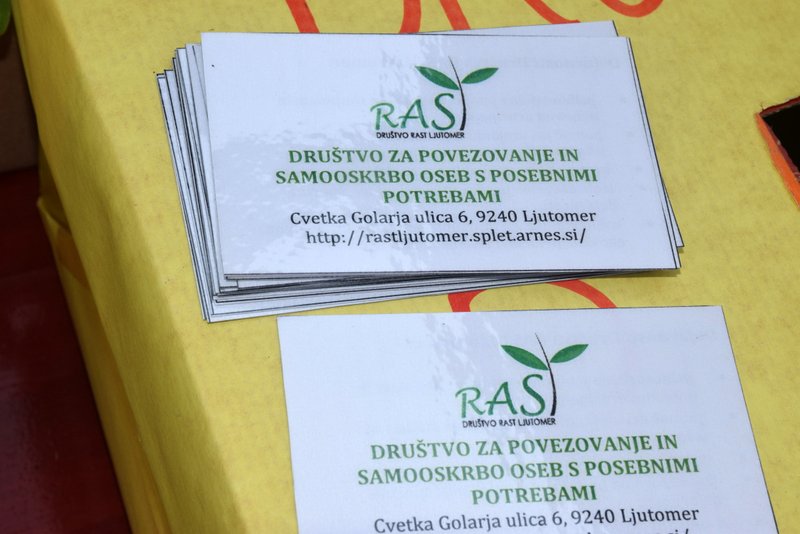 RAST
DRUŠTVO RAST LJUTOMER
DRUŠTVO ZA POVEZOVANJE IN
SAMOOSKRBO OSEB S POSEBNIMI
POTREBAMI
Cvetka Golarja ulica 6, 9240 Ljutomer
http://rastljutomer.splet.arnes.si/
RAST
DRUŠTVO RAST LJUTOMER
DRUŠTVO ZA POVEZOVANJE IN
SAMOOSKRBO OSEB S POSEBNIMI
POTREBAMI
Cvetka Golarja ulica 6, 9240 Ljutomer